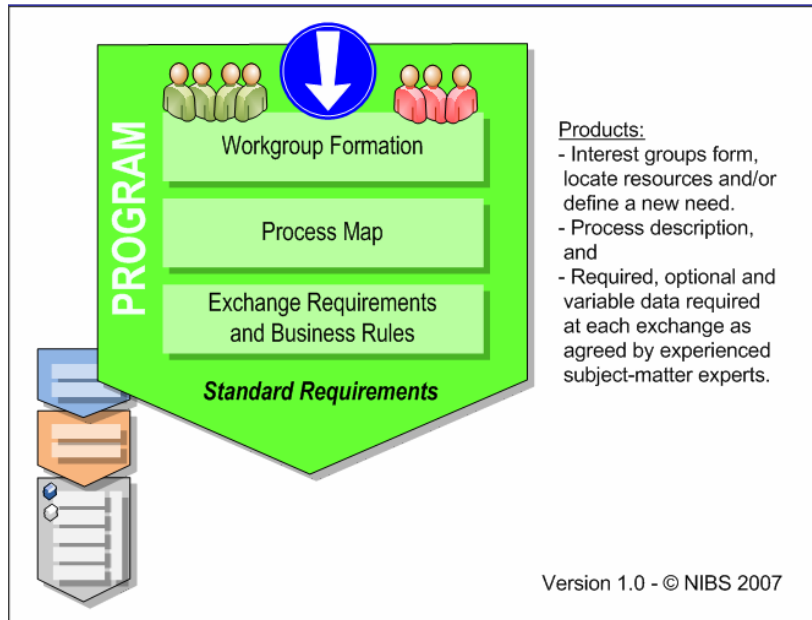 PROGRAM
Workgroup Formation
Process Map
Exchange Requirements
and Business Rules
Standard Requirements
Products:
- Interest groups form,
locate resources and/or
define a new need.
- Process description,
and
- Required, optional and
variable data required
at each exchange as
agreed by experienced
subject-matter experts.
Version 1.0 - © NIBS 2007